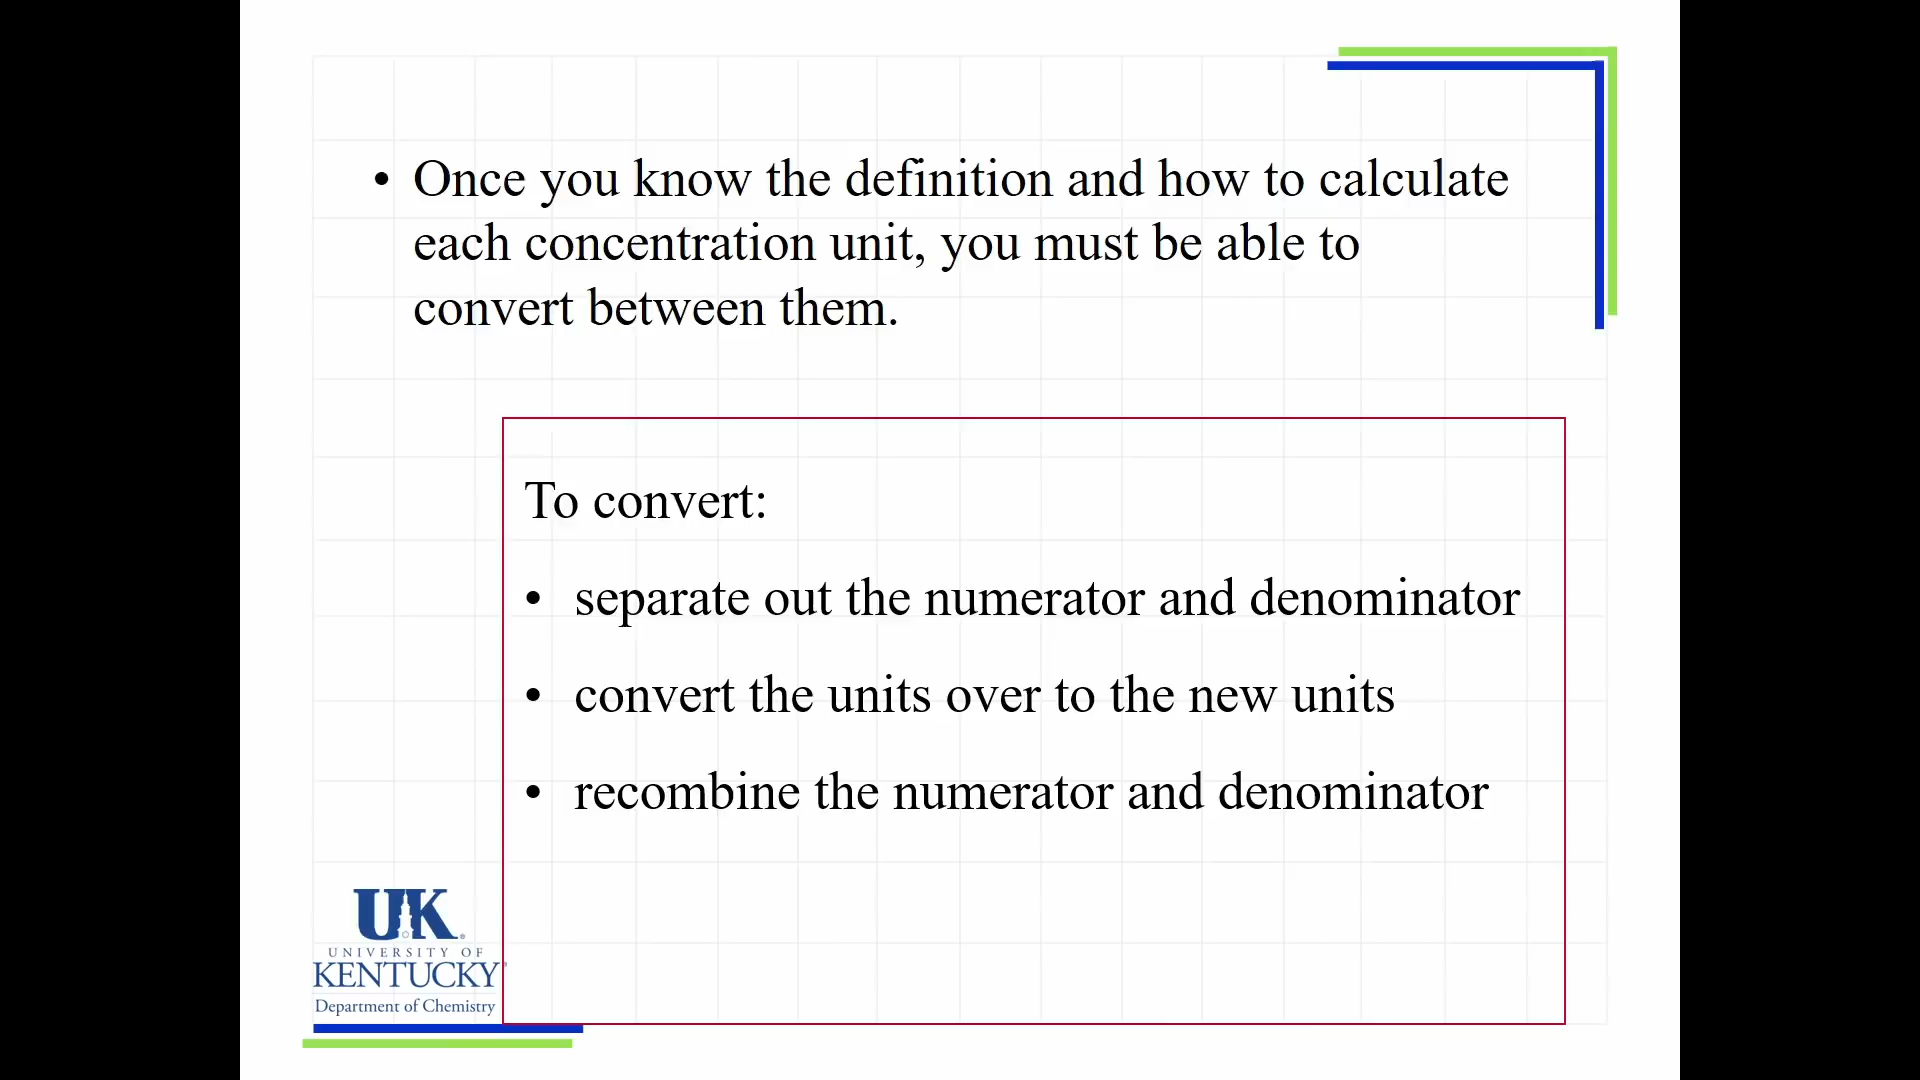 • Once you know the definition and how to calculate
each concentration unit, you must be able to
convert between them.
To convert:
• separate out the numerator and denominator
• convert the units over to the new units
• recombine the numerator and denominator
UK®
UNIVERSITY OF
KENTUCKY®
Department of Chemistry